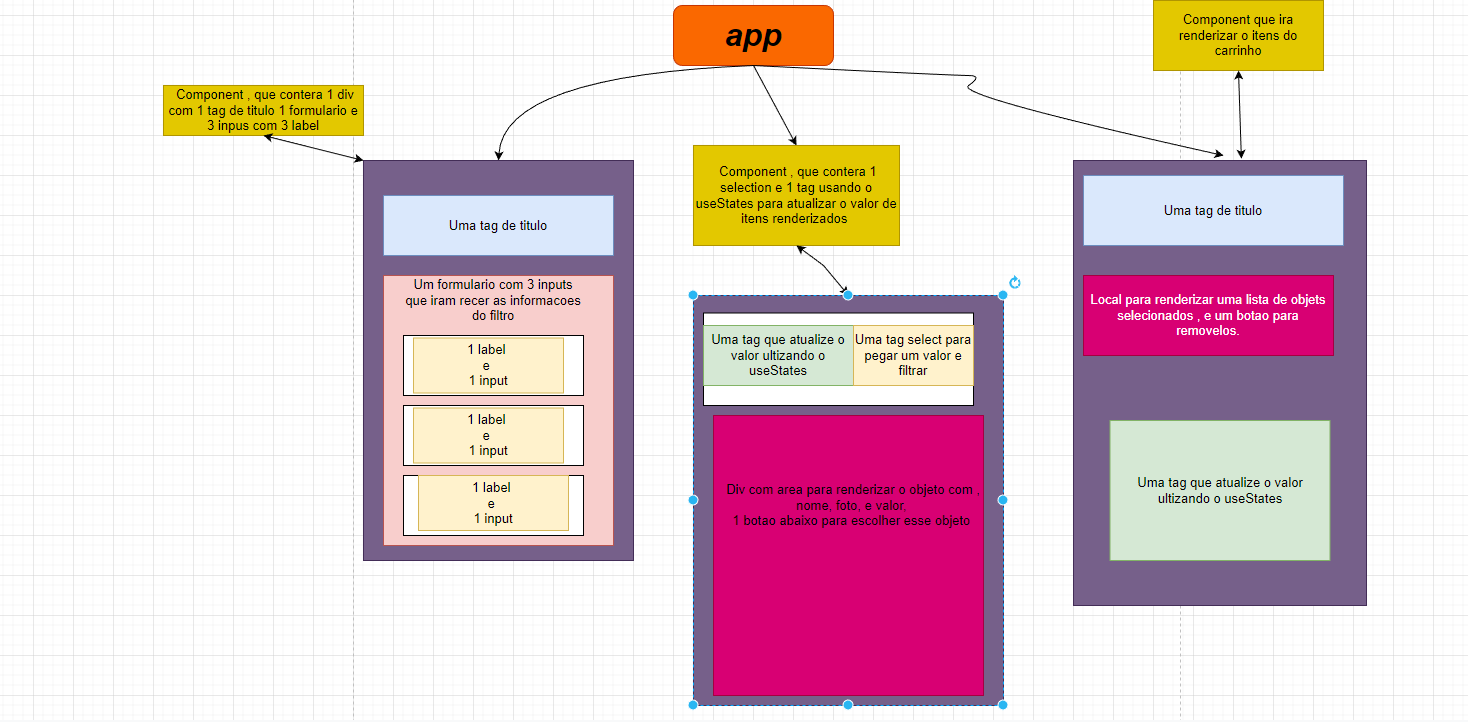 app
Component que ira
renderizar o itens do
carrinho
Component , que contera 1 div
com 1 tag de titulo 1 formulario e
3 inpus com 3 label
Component , que contera 1
selection e 1 tag usando o
useStates para atualizar o valor de
itens renderizados
Uma tag de titulo
Um formulario com 3 inputs
que iram recer as informacoes
do filtro
1 label
e
1 input
1 label
e
1 input
1 label
e
1 input
Uma tag que atualize o
valor ultizando o
useStates
Uma tag select para
pegar um valor e
filtrar
Div com area para renderizar o objeto com ,
nome, foto, e valor,
1 botao abaixo para escolher esse objeto
Uma tag de titulo
Local para renderizar uma lista de objets
selecionados , e um botao para
removelos.
Uma tag que atualize o valor
ultizando o useStates